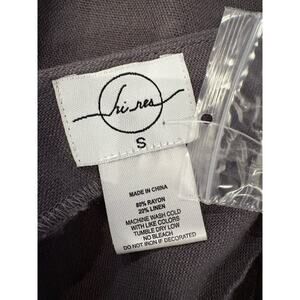 hi-res
S
MADE IN CHINA
80% RAYON
20% LINEN
MACHINE WASH COLD
WITH LIKE COLORS
TUMBLE DRY LOW
NO BLEACH
DO NOT IRON IF DECORATED